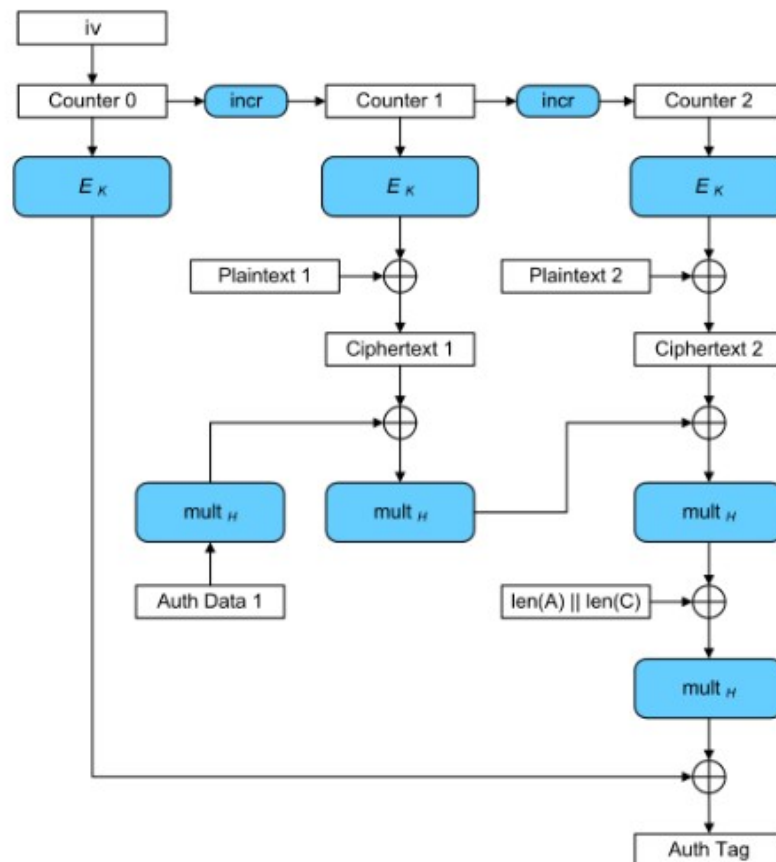 iv
Counter 0
incr
Counter 1
incr
Counter 2
E K
E K
E K
Plaintext 1
Plaintext 2
Ciphertext 1
Ciphertext 2
mult H
mult H
mult H
Auth Data 1
len(A) || len(C)
mult H
Auth Tag